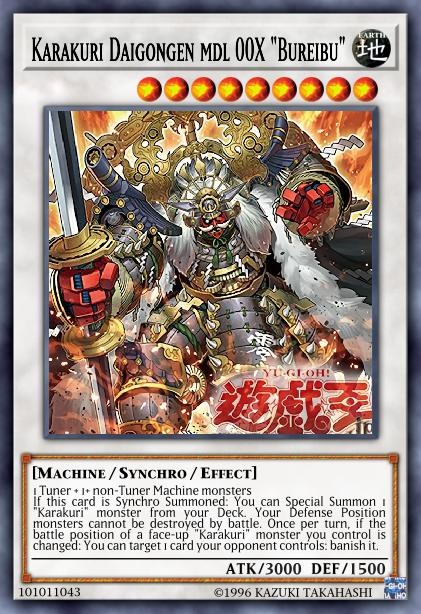 KARAKURI DAIGONGEN MDL 00X "BUREIBU"
EARTH
地
YU-GI-OH!
遊戯王
[MACHINE / SYNCHRO / EFFECT]
1 Tuner + 1+ non-Tuner Machine monsters
If this card is Synchro Summoned: You can Special Summon 1
"Karakuri" monster from your Deck. Your Defense Position
monsters cannot be destroyed by battle. Once per turn, if the
battle position of a face-up "Karakuri" monster you control is
changed: You can target 1 card your opponent controls: banish it.
ATK/3000 DEF/1500
101011043
©1996 KAZUKI TAKAHASHI